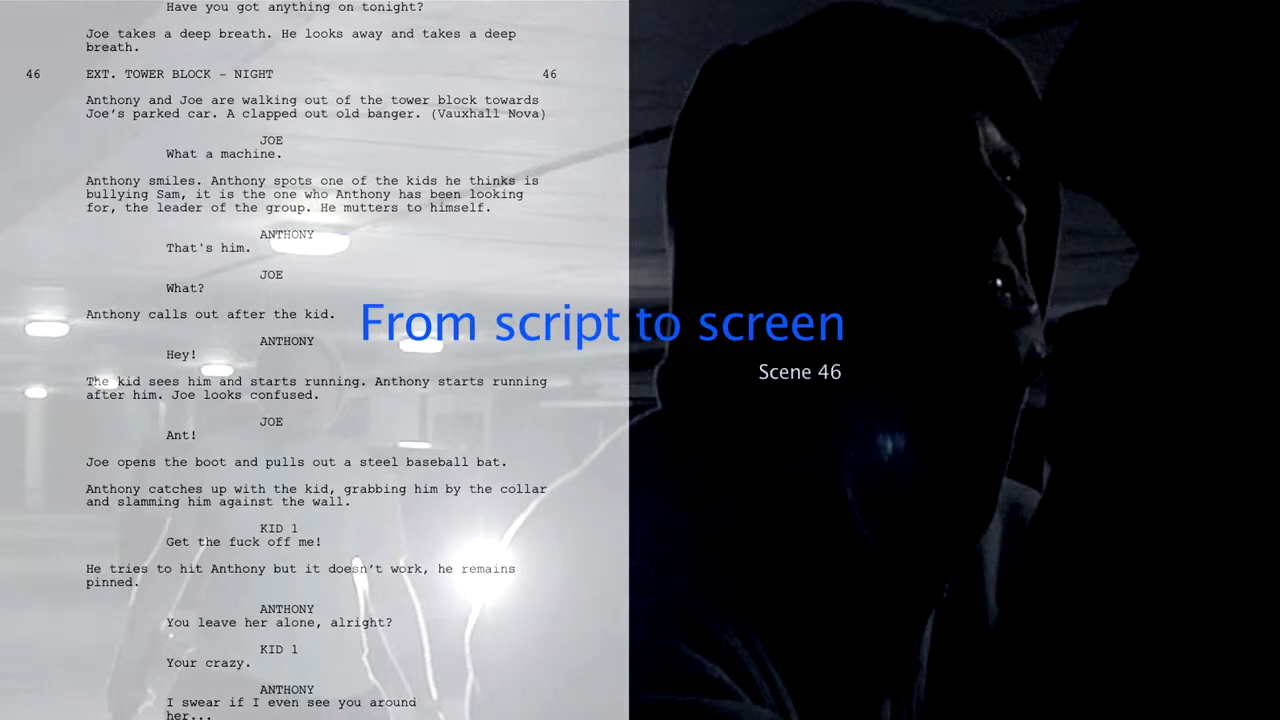 Have you got anything on tonight?
Joe takes a deep breath. He looks away and takes a deep
breath.
46 EXT. TOWER BLOCK - NIGHT 46
Anthony and Joe are walking out of the tower block towards
Joe’s parked car. A clapped out old banger. (Vauxhall Nova)
JOE
What a machine.
Anthony smiles. Anthony spots one of the kids he thinks is
bullying Sam, it is the one who Anthony has been looking
for, the leader of the group. He mutters to himself.
ANTHONY
That's him.
JOE
What?
Anthony calls out after the kid.
ANTHONY
Hey!
The kid sees him and starts running. Anthony starts running
after him. Joe looks confused.
JOE
Ant!
Joe opens the boot and pulls out a steel baseball bat.
Anthony catches up with the kid, grabbing him by the collar
and slamming him against the wall.
KID 1
Get the fuck off me!
He tries to hit Anthony but it doesn’t work, he remains
pinned.
ANTHONY
You leave her alone, alright?
KID 1
Your crazy.
ANTHONY
I swear if I even see you around
her...
From script to screen
Scene 46